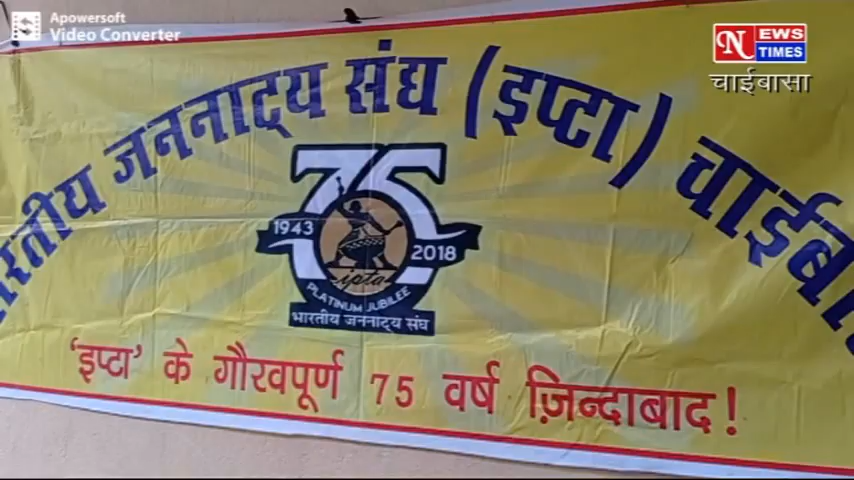 Apowersoft
Video Converter
NEWS
TIMES
चाईबासा
भारतीय जननाट्य संघ (इप्टा) चाईबासा
75
1943
2018
ipta
PLATINUM JUBILEE
भारतीय जननाट्य संघ
'इप्टा' के गौरवपूर्ण 75 वर्ष ज़िन्दाबाद !